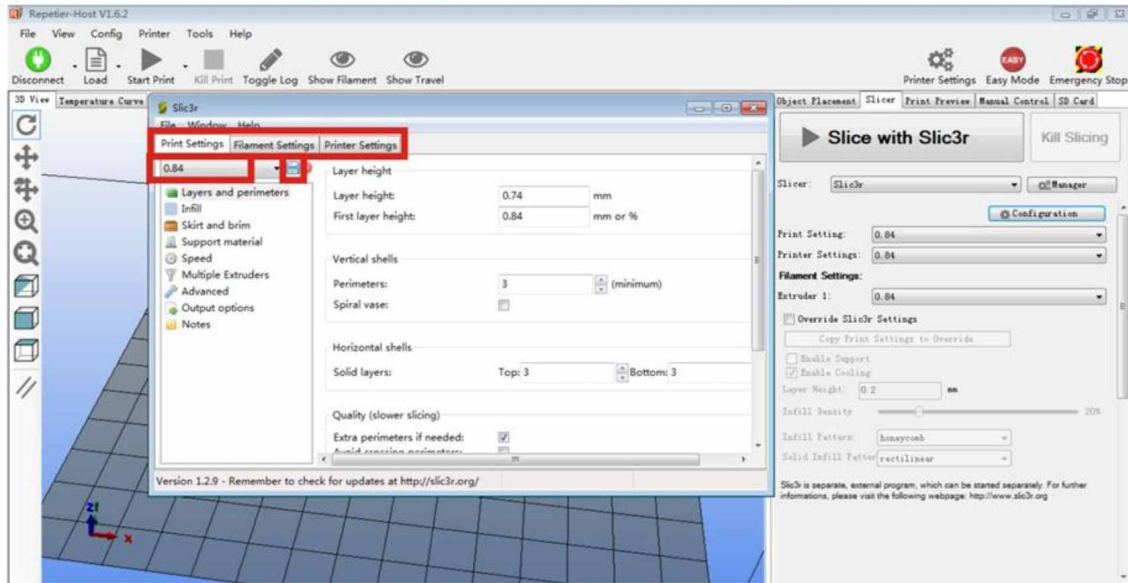 Repetier-Host V1.6.2
File View Config Printer Tools Help
Disconnect Load Start Print Kill Print Toggle Log Show Filament Show Travel
Printer Settings Easy Mode Emergency Stop
EASY
3D View Temperature Curve
Object Placement Slicer Print Preview Manual Control SD Card
Slic3r
File Window Help
Print Settings Filament Settings Printer Settings
0.84
Layers and perimeters
Infill
Skirt and brim
Support material
Speed
Multiple Extruders
Advanced
Output options
Notes
Layer height
Layer height: 0.74 mm
First layer height: 0.84 mm or %
Vertical shells
Perimeters: 3 (minimum)
Spiral vase:
Horizontal shells
Solid layers: Top: 3 Bottom: 3
Quality (slower slicing)
Extra perimeters if needed:
Avoid crossing perimeters:
Version 1.2.9 - Remember to check for updates at http://slic3r.org/
Slice with Slic3r Kill Slicing
Slicer: Slic3r Manager
Configuration
Print Setting: 0.84
Printer Settings: 0.84
Filament Settings:
Extruder 1: 0.84
Override Slic3r Settings
Copy Print Settings to Override
Enable Support
Enable Cooling
Layer Height: 0.2 mm
Infill Density 20%
Infill Pattern: honeycomb
Solid Infill Patter rectilinear
Slic3r is separate, external program, which can be started separately. For further
informations, please visit the following webpage: http://www.slic3r.org
Z
X